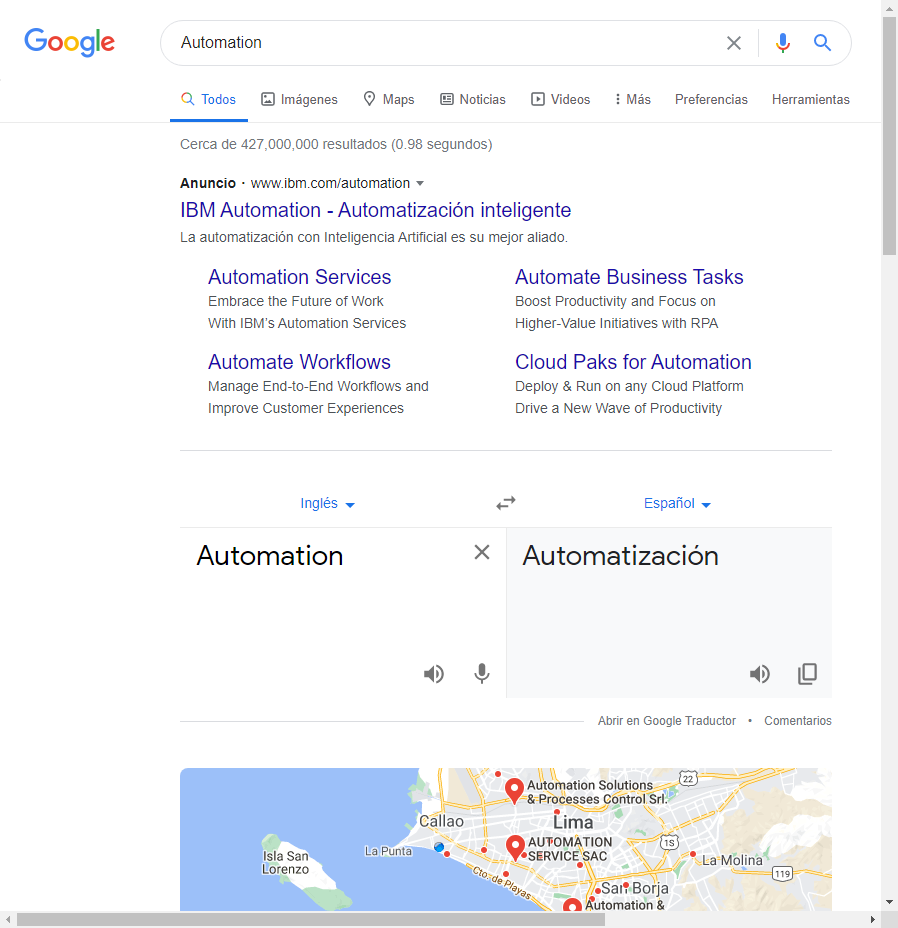 Google
Automation
Todos
Imágenes
Maps
Noticias
Videos
Más
Preferencias
Herramientas
Cerca de 427,000,000 resultados (0.98 segundos)
Anuncio · www.ibm.com/automation
IBM Automation - Automatización inteligente
La automatización con Inteligencia Artificial es su mejor aliado.
Automation Services
Embrace the Future of Work
With IBM's Automation Services
Automate Business Tasks
Boost Productivity and Focus on
Higher-Value Initiatives with RPA
Automate Workflows
Manage End-to-End Workflows and
Improve Customer Experiences
Cloud Paks for Automation
Deploy & Run on any Cloud Platform
Drive a New Wave of Productivity
Inglés
Español
Automation
Automatización
Abrir en Google Traductor • Comentarios
22
Automation Solutions
& Processes Control Srl.
Callao
Lima
AUTOMATION
SERVICE SAC
1S
La Punta
Isla San
Lorenzo
La Molina
119
Cto. de Playas
San Borja
Automation &